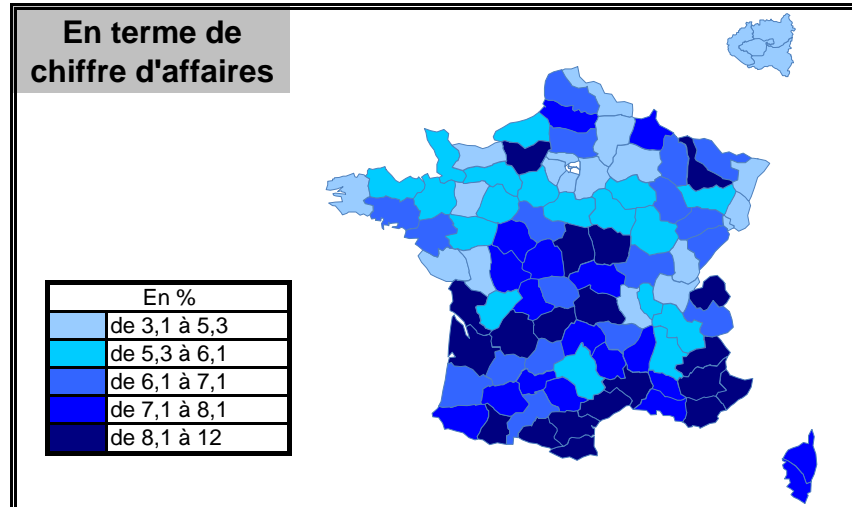 En terme de
chiffre d'affaires
En %
de 3,1 à 5,3
de 5,3 à 6,1
de 6,1 à 7,1
de 7,1 à 8,1
de 8,1 à 12